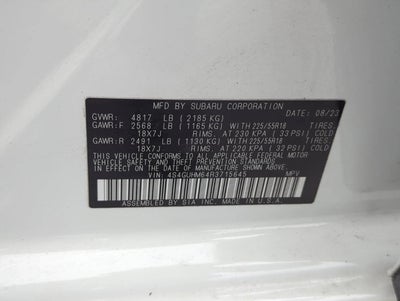 MFD BY SUBARU CORPORATION DATE: 08/23
GVWR: 4817 LB ( 2185 KG)
GAWR:F 2568 LB ( 1165 KG) WITH 225/55R18 TIRES.
18X7J RIMS. AT 230 KPA ( 33 PSI) COLD
GAWR:R 2491 LB ( 1130 KG) WITH 225/55R18 TIRES.
18X7J RIMS. AT 220 KPA ( 32 PSI) COLD
THIS VEHICLE CONFORMS TO ALL APPLICABLE FEDERAL MOTOR
VEHICLE SAFETY AND THEFT PREVENTION STANDARDS
IN EFFECT ON THE DATE OF MANUFACTURE SHOWN ABOVE.
VIN: 4S4GUHM64R3715645 MPV
ASSEMBLED BY SIA INC. ASSEMBLED IN U.S.A